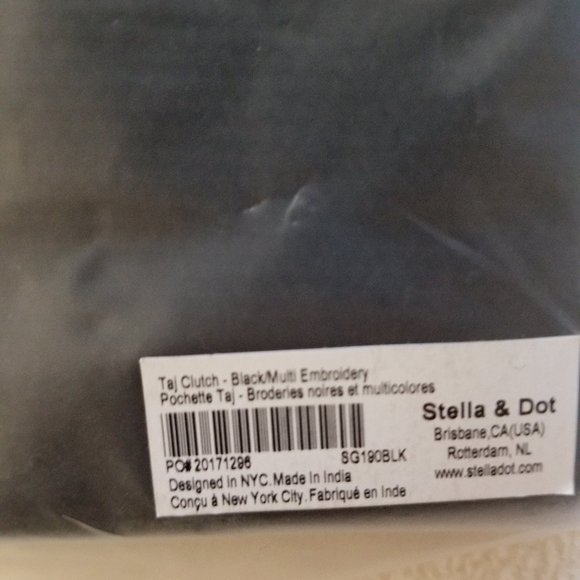 Taj Clutch - Black/Multi Embroidery
Pochette Taj - Broderies noires et multicolores
PO# 20171296
SG190BLK
Designed in NYC.Made In India
Conçu á New York City.Fabriqué en Inde
Stella & Dot
Brisbane,CA(USA)
Rotterdam, NL
www.stelladot.com